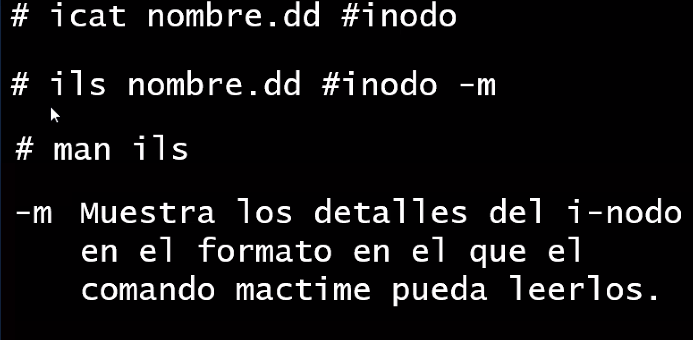 # icat nombre.dd #inodo
# ils nombre.dd #inodo -m
# man ils
-m Muestra los detalles del i-nodo
en el formato en el que el
comando mactime pueda leerlos.